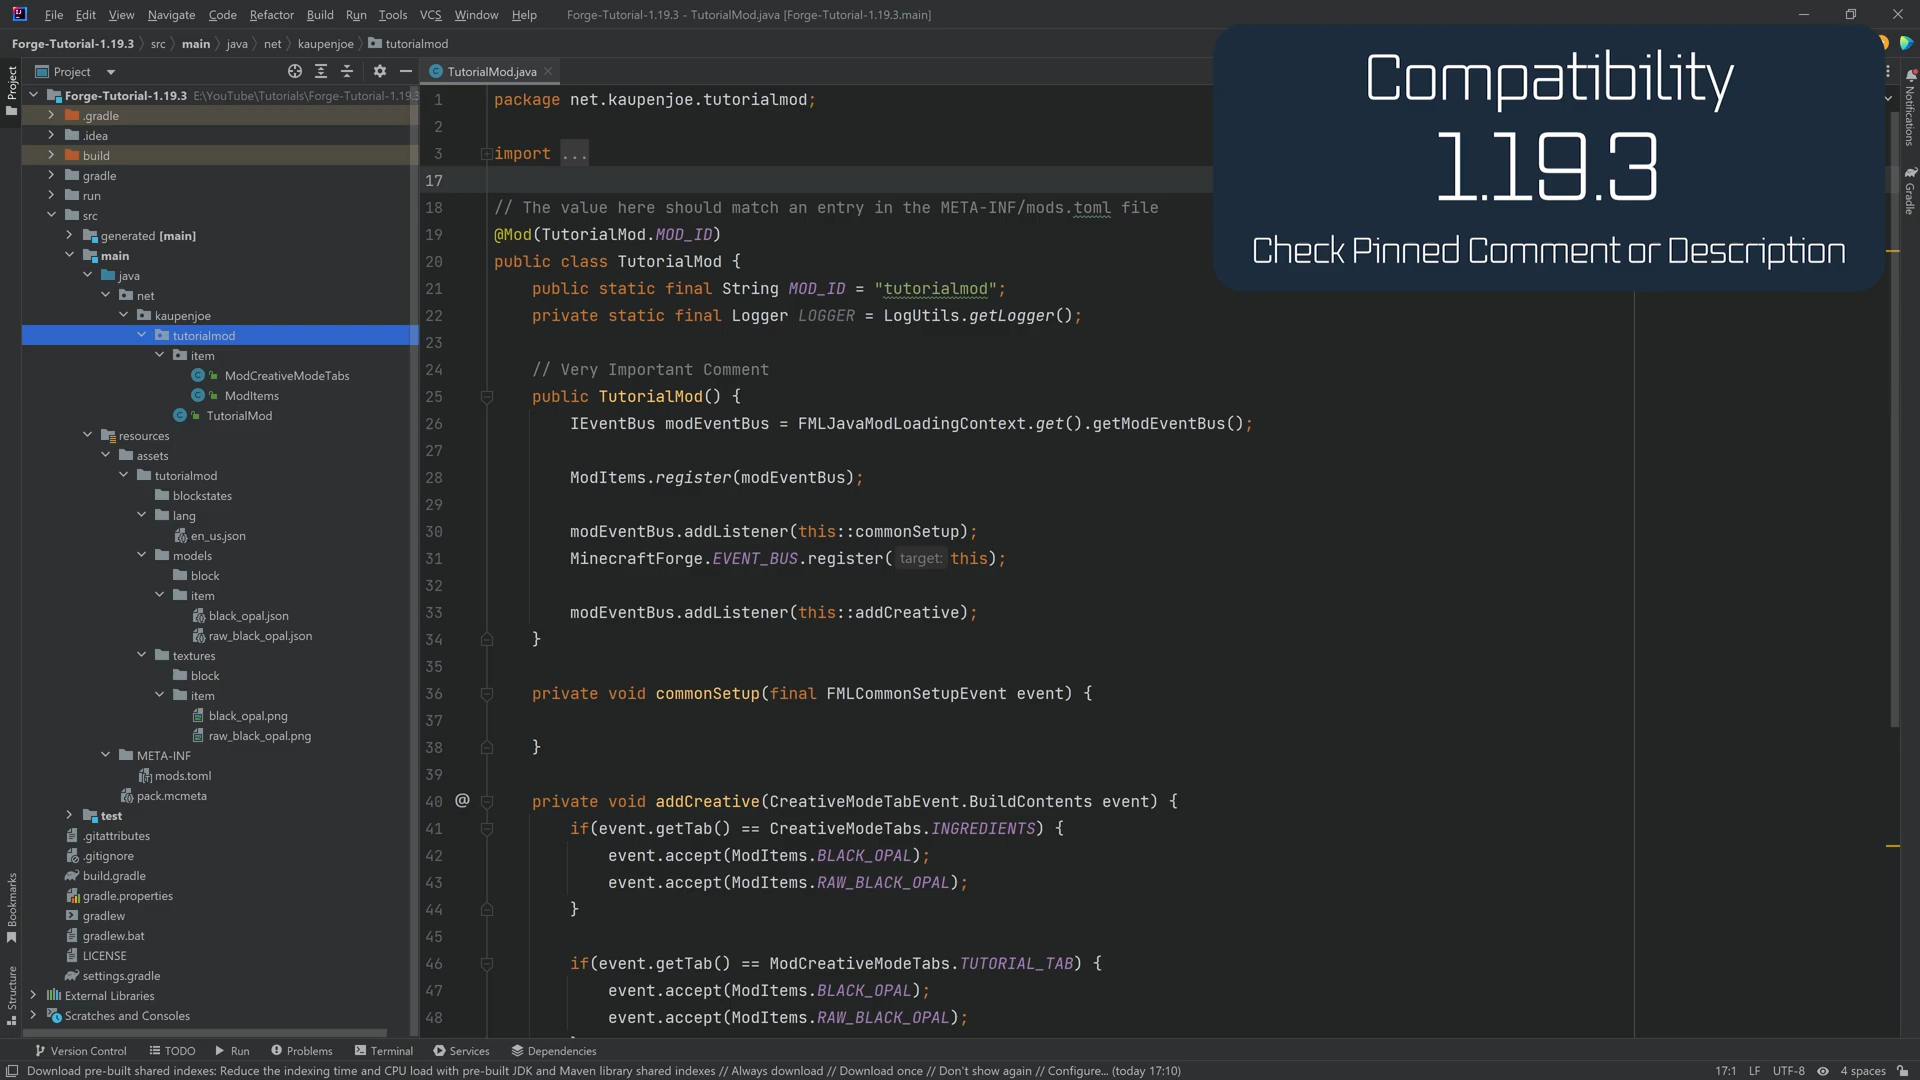 File Edit View Navigate Code Refactor Build Run Tools VCS Window Help Forge-Tutorial-1.19.3 - TutorialMod.java [Forge-Tutorial-1.19.3.main]
Forge-Tutorial-1.19.3 src main java net kaupenjoe tutorialmod
Project
TutorialMod.java
Compatibility
1.19.3
Check Pinned Comment or Description
Project
Bookmarks
Structure
Notifications
Gradle
Forge-Tutorial-1.19.3 E:\YouTube\Tutorials\Forge-Tutorial-1.19.3
.gradle
.idea
build
gradle
run
src
generated [main]
main
java
net
kaupenjoe
tutorialmod
item
ModCreativeModeTabs
ModItems
TutorialMod
resources
assets
tutorialmod
blockstates
lang
en_us.json
models
block
item
black_opal.json
raw_black_opal.json
textures
block
item
black_opal.png
raw_black_opal.png
META-INF
mods.toml
pack.mcmeta
test
.gitattributes
.gitignore
build.gradle
gradle.properties
gradlew
gradlew.bat
LICENSE
settings.gradle
External Libraries
Scratches and Consoles
1 package net.kaupenjoe.tutorialmod;
2
3 import ...
17
18 // The value here should match an entry in the META-INF/mods.toml file
19 @Mod(TutorialMod.MOD_ID)
20 public class TutorialMod {
21 public static final String MOD_ID = "tutorialmod";
22 private static final Logger LOGGER = LogUtils.getLogger();
23
24 // Very Important Comment
25 public TutorialMod() {
26 IEventBus modEventBus = FMLJavaModLoadingContext.get().getModEventBus();
27
28 ModItems.register(modEventBus);
29
30 modEventBus.addListener(this::commonSetup);
31 MinecraftForge.EVENT_BUS.register( target: this);
32
33 modEventBus.addListener(this::addCreative);
34 }
35
36 private void commonSetup(final FMLCommonSetupEvent event) {
37
38 }
39
40 @ private void addCreative(CreativeModeTabEvent.BuildContents event) {
41 if(event.getTab() == CreativeModeTabs.INGREDIENTS) {
42 event.accept(ModItems.BLACK_OPAL);
43 event.accept(ModItems.RAW_BLACK_OPAL);
44 }
45
46 if(event.getTab() == ModCreativeModeTabs.TUTORIAL_TAB) {
47 event.accept(ModItems.BLACK_OPAL);
48 event.accept(ModItems.RAW_BLACK_OPAL);
Version Control TODO Run Problems Terminal Services Dependencies
Download pre-built shared indexes: Reduce the indexing time and CPU load with pre-built JDK and Maven library shared indexes // Always download // Download once // Don't show again // Configure... (today 17:10) 17:1 LF UTF-8 4 spaces